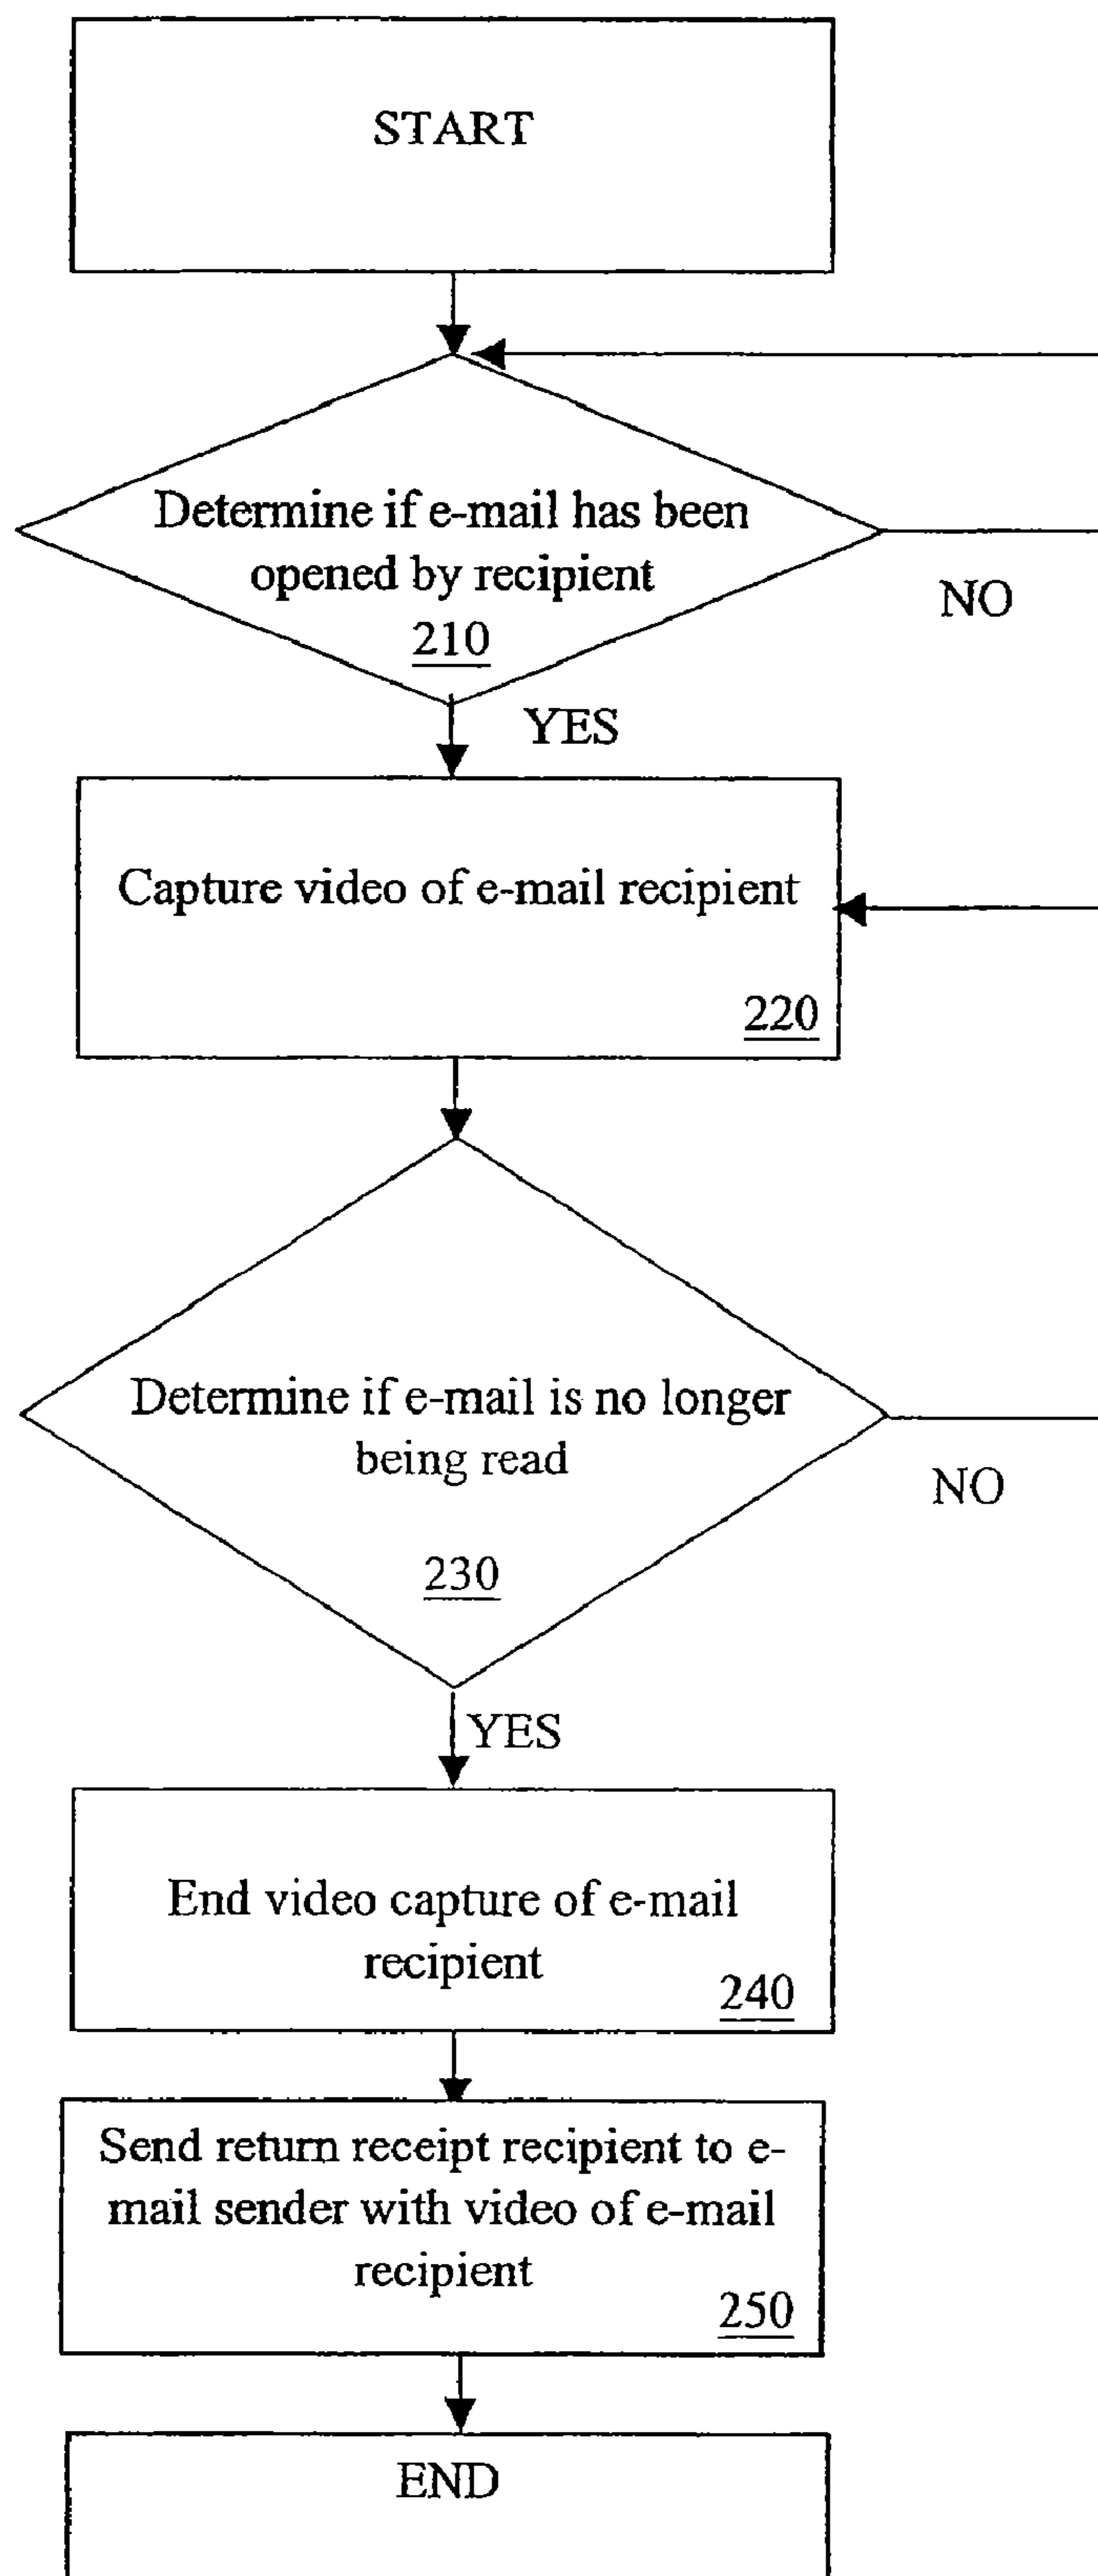 START
Determine if e-mail has been
opened by recipient
210
NO
YES
Capture video of e-mail recipient
220
Determine if e-mail is no longer
being read
230
NO
YES
End video capture of e-mail
recipient
240
Send return receipt recipient to e-
mail sender with video of e-mail
recipient
250
END